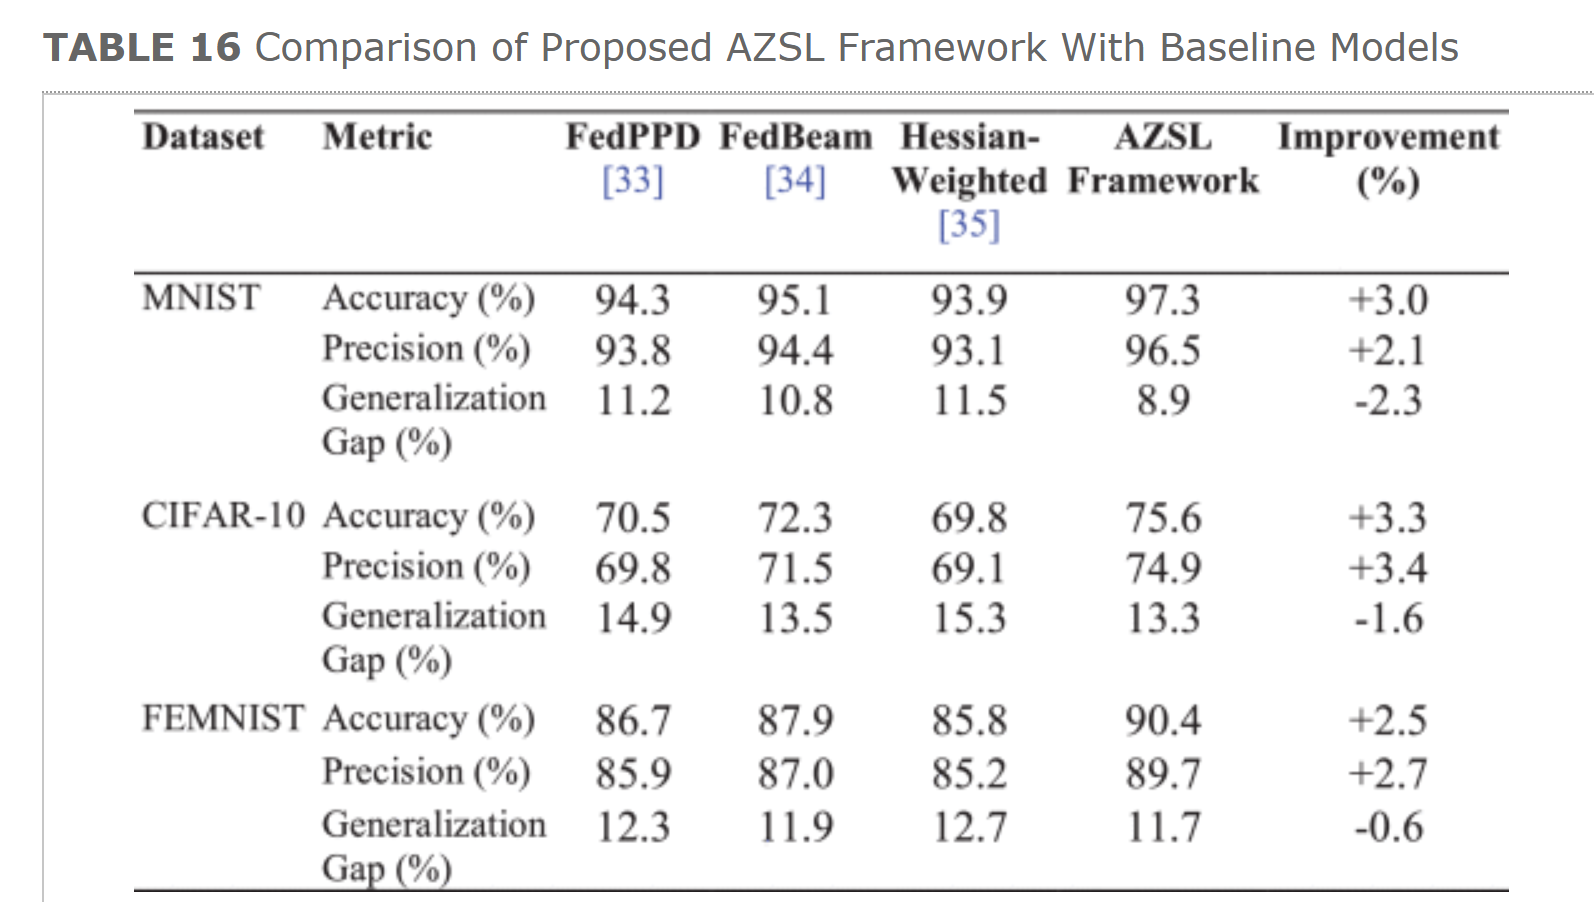 TABLE 16 Comparison of Proposed AZSL Framework With Baseline Models
Dataset Metric FedPPD FedBeam Hessian- AZSL Improvement
[33] [34] Weighted Framework (%)
[35]
MNIST Accuracy (%) 94.3 95.1 93.9 97.3 +3.0
Precision (%) 93.8 94.4 93.1 96.5 +2.1
Generalization 11.2 10.8 11.5 8.9 -2.3
Gap (%)
CIFAR-10 Accuracy (%) 70.5 72.3 69.8 75.6 +3.3
Precision (%) 69.8 71.5 69.1 74.9 +3.4
Generalization 14.9 13.5 15.3 13.3 -1.6
Gap (%)
FEMNIST Accuracy (%) 86.7 87.9 85.8 90.4 +2.5
Precision (%) 85.9 87.0 85.2 89.7 +2.7
Generalization 12.3 11.9 12.7 11.7 -0.6
Gap (%)